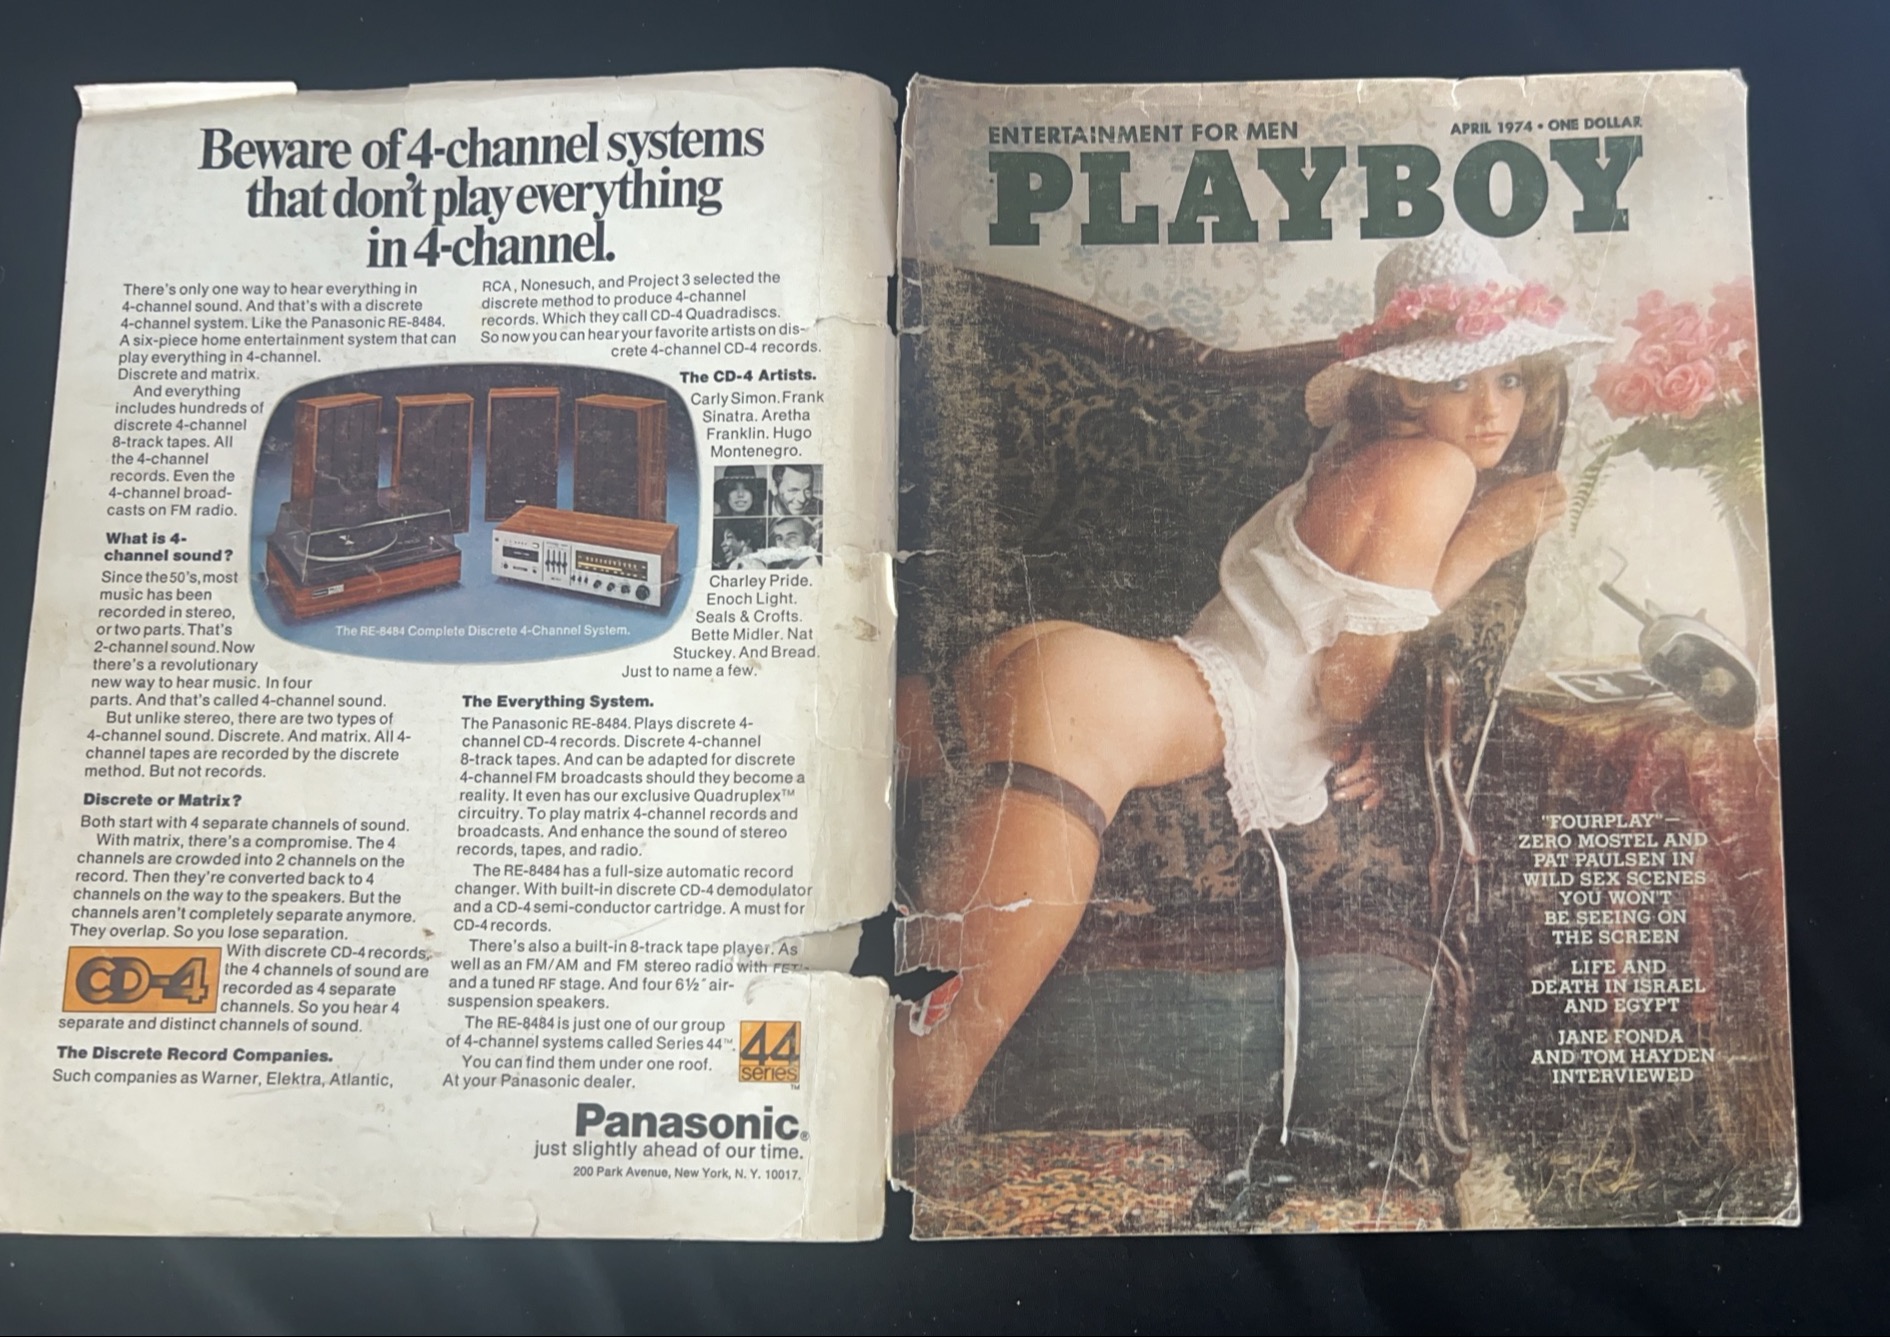 Beware of 4-channel systems
that don't play everything
in 4-channel.
There's only one way to hear everything in
4-channel sound. And that's with a discrete
4-channel system. Like the Panasonic RE-8484.
A six-piece home entertainment system that can
play everything in 4-channel.
Discrete and matrix.
And everything
includes hundreds of
discrete 4-channel
8-track tapes. All
the 4-channel
records. Even the
4-channel broad-
casts on FM radio.
What is 4-
channel sound?
Since the 50's, most
music has been
recorded in stereo,
or two parts. That's
2-channel sound. Now
there's a revolutionary
new way to hear music. In four
parts. And that's called 4-channel sound.
But unlike stereo, there are two types of
4-channel sound. Discrete. And matrix. All 4-
channel tapes are recorded by the discrete
method. But not records.
Discrete or Matrix?
Both start with 4 separate channels of sound.
With matrix, there's a compromise. The 4
channels are crowded into 2 channels on the
record. Then they're converted back to 4
channels on the way to the speakers. But the
channels aren't completely separate anymore.
They overlap. So you lose separation.
CD-4
With discrete CD-4 records,
the 4 channels of sound are
recorded as 4 separate
channels. So you hear 4
separate and distinct channels of sound.
The Discrete Record Companies.
Such companies as Warner, Elektra, Atlantic,
RCA, Nonesuch, and Project 3 selected the
discrete method to produce 4-channel
records. Which they call CD-4 Quadradiscs.
So now you can hear your favorite artists on dis-
crete 4-channel CD-4 records.
The CD-4 Artists.
Carly Simon. Frank
Sinatra. Aretha
Franklin. Hugo
Montenegro.
Charley Pride.
Enoch Light.
Seals & Crofts.
Bette Midler. Nat
Stuckey. And Bread.
Just to name a few.
The RE-8484 Complete Discrete 4-Channel System.
The Everything System.
The Panasonic RE-8484. Plays discrete 4-
channel CD-4 records. Discrete 4-channel
8-track tapes. And can be adapted for discrete
4-channel FM broadcasts should they become a
reality. It even has our exclusive Quadruplex™
circuitry. To play matrix 4-channel records and
broadcasts. And enhance the sound of stereo
records, tapes, and radio.
The RE-8484 has a full-size automatic record
changer. With built-in discrete CD-4 demodulator
and a CD-4 semi-conductor cartridge. A must for
CD-4 records.
There's also a built-in 8-track tape player. As
well as an FM/AM and FM stereo radio with
and a tuned RF stage. And four 6½" air-
suspension speakers.
The RE-8484 is just one of our group
of 4-channel systems called Series 44™.
You can find them under one roof.
At your Panasonic dealer.
44
series™
Panasonic®
just slightly ahead of our time.
200 Park Avenue, New York, N. Y. 10017.
ENTERTAINMENT FOR MEN
APRIL 1974 • ONE DOLLAR
PLAYBOY
"FOURPLAY"—
ZERO MOSTEL AND
PAT PAULSEN IN
WILD SEX SCENES
YOU WON'T
BE SEEING ON
THE SCREEN
LIFE AND
DEATH IN ISRAEL
AND EGYPT
JANE FONDA
AND TOM HAYDEN
INTERVIEWED